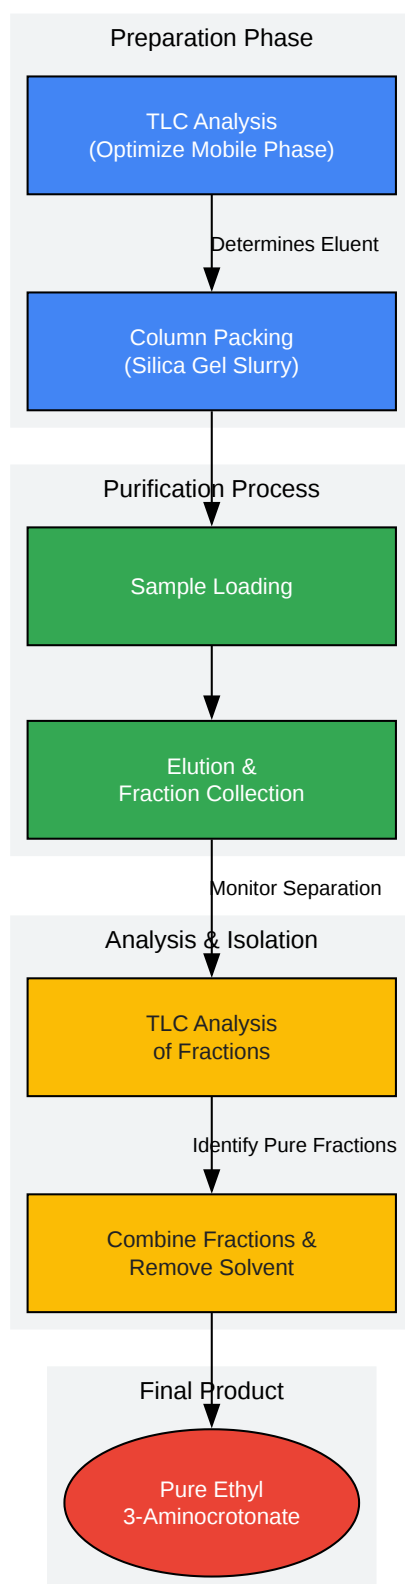 Preparation Phase
TLC Analysis
(Optimize Mobile Phase)
Determines Eluent
Column Packing
(Silica Gel Slurry)
Purification Process
Sample Loading
Elution &
Fraction Collection
Monitor Separation
Analysis & Isolation
TLC Analysis
of Fractions
Identify Pure Fractions
Combine Fractions &
Remove Solvent
Final Product
Pure Ethyl
3-Aminocrotonate